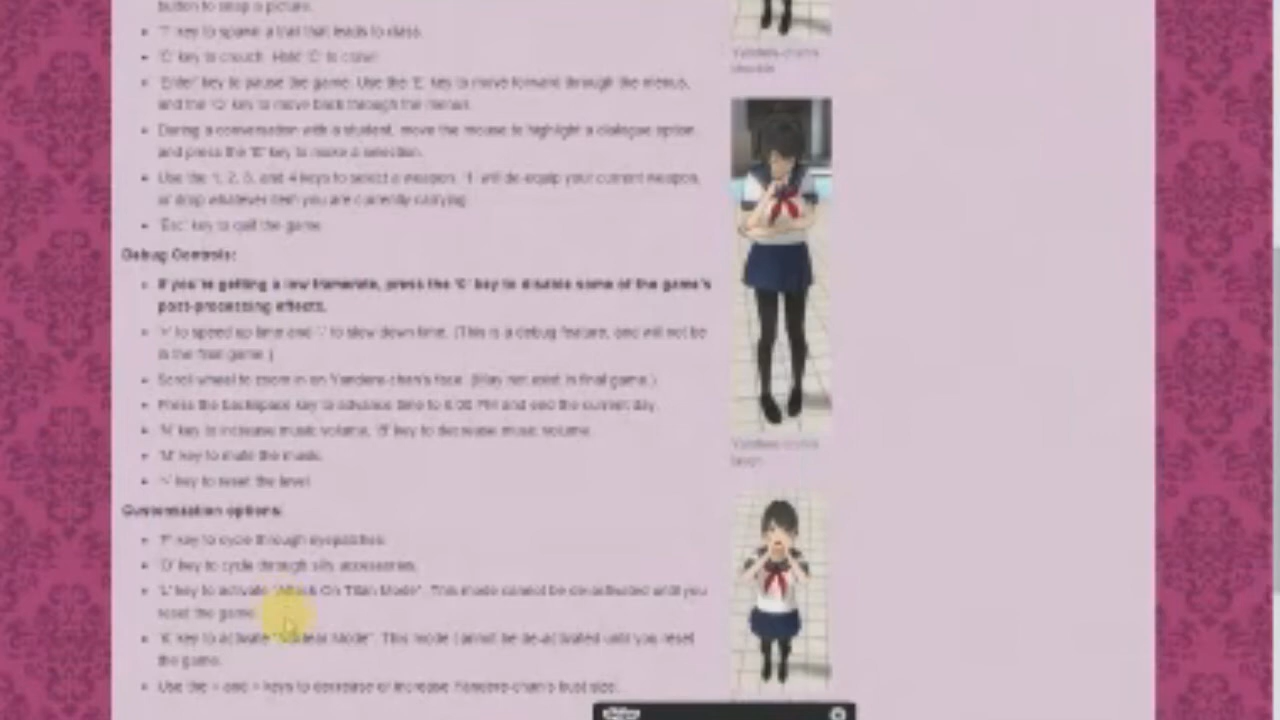 button to snap a picture.
key to spawn a trail that leads to class.
'C' key to crouch. Hold 'C' to crawl.
'Enter' key to pause the game. Use the 'E' key to move forward through the menus,
and the 'Q' key to move back through the menus.
During a conversation with a student, move the mouse to highlight a dialogue option,
and press the 'E' key to make a selection.
Use the 1, 2, 3, and 4 keys to select a weapon. '1' will de-equip your current weapon,
or drop whatever item you are currently carrying.
'Esc' key to quit the game.
Debug Controls:
If you're getting a low framerate, press the key to disable some of the game's
post-processing effects.
to speed up time and to slow down time. (This is a debug feature, and will not be
in the final game.)
Scroll wheel to zoom in on Yandere-chan's face. (May not exist in final game.)
Press the backspace key to advance time to 6:00 PM and end the current day.
key to increase music volume, key to decrease music volume.
'M' key to mute the music.
key to reset the level.
Customization options:
'P' key to cycle through eyepatches.
'O' key to cycle through silly accessories.
'L' key to activate "Attack On Titan Mode". This mode cannot be de-activated until you
reset the game.
'K' key to activate Mode". This mode cannot be de-activated until you reset
the game.
Use the < and > keys to decrease or increase Yandere-chan's bust size.
Yandere-chan's
Yandere-chan's